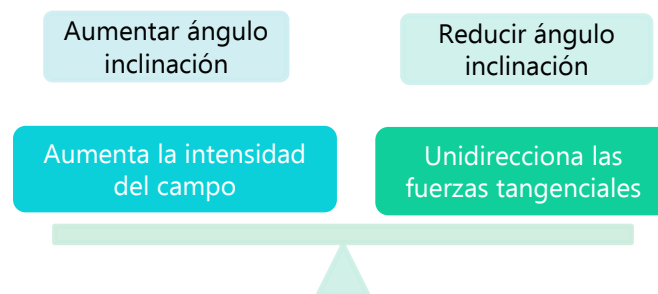 Aumentar ángulo
inclinación
Reducir ángulo
inclinación
Aumenta la intensidad
del campo
Unidirecciona las
fuerzas tangenciales